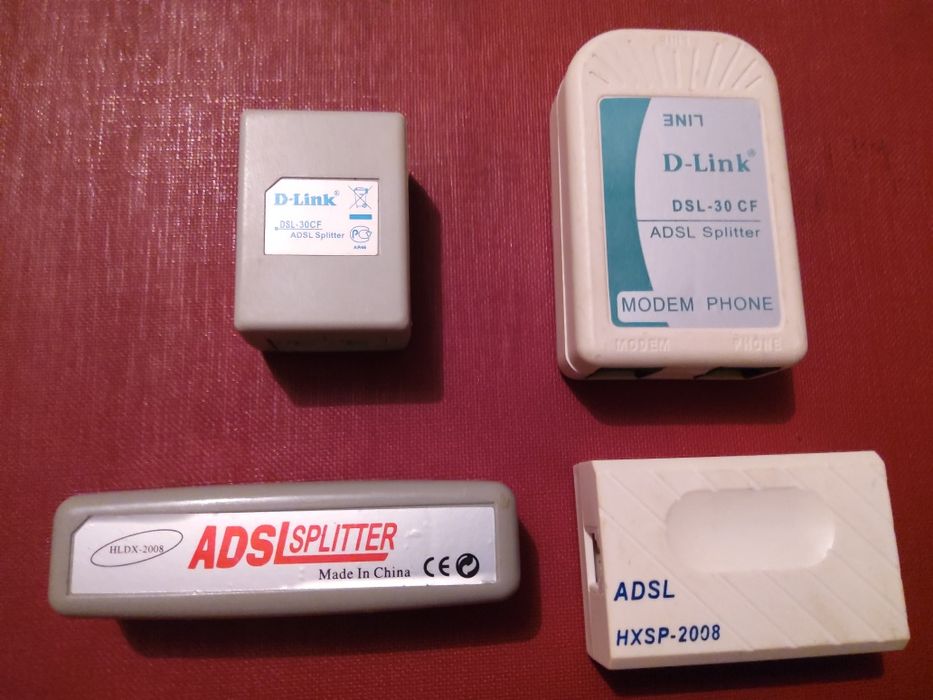 D-Link®
DSL-30CF
ADSL Splitter
LINE
D-Link®
DSL-30 CF
ADSL Splitter
MODEM PHONE
MODEM PHONE
HLDX-2008
ADSL SPLITTER
Made In China
CE
ADSL
HXSP-2008